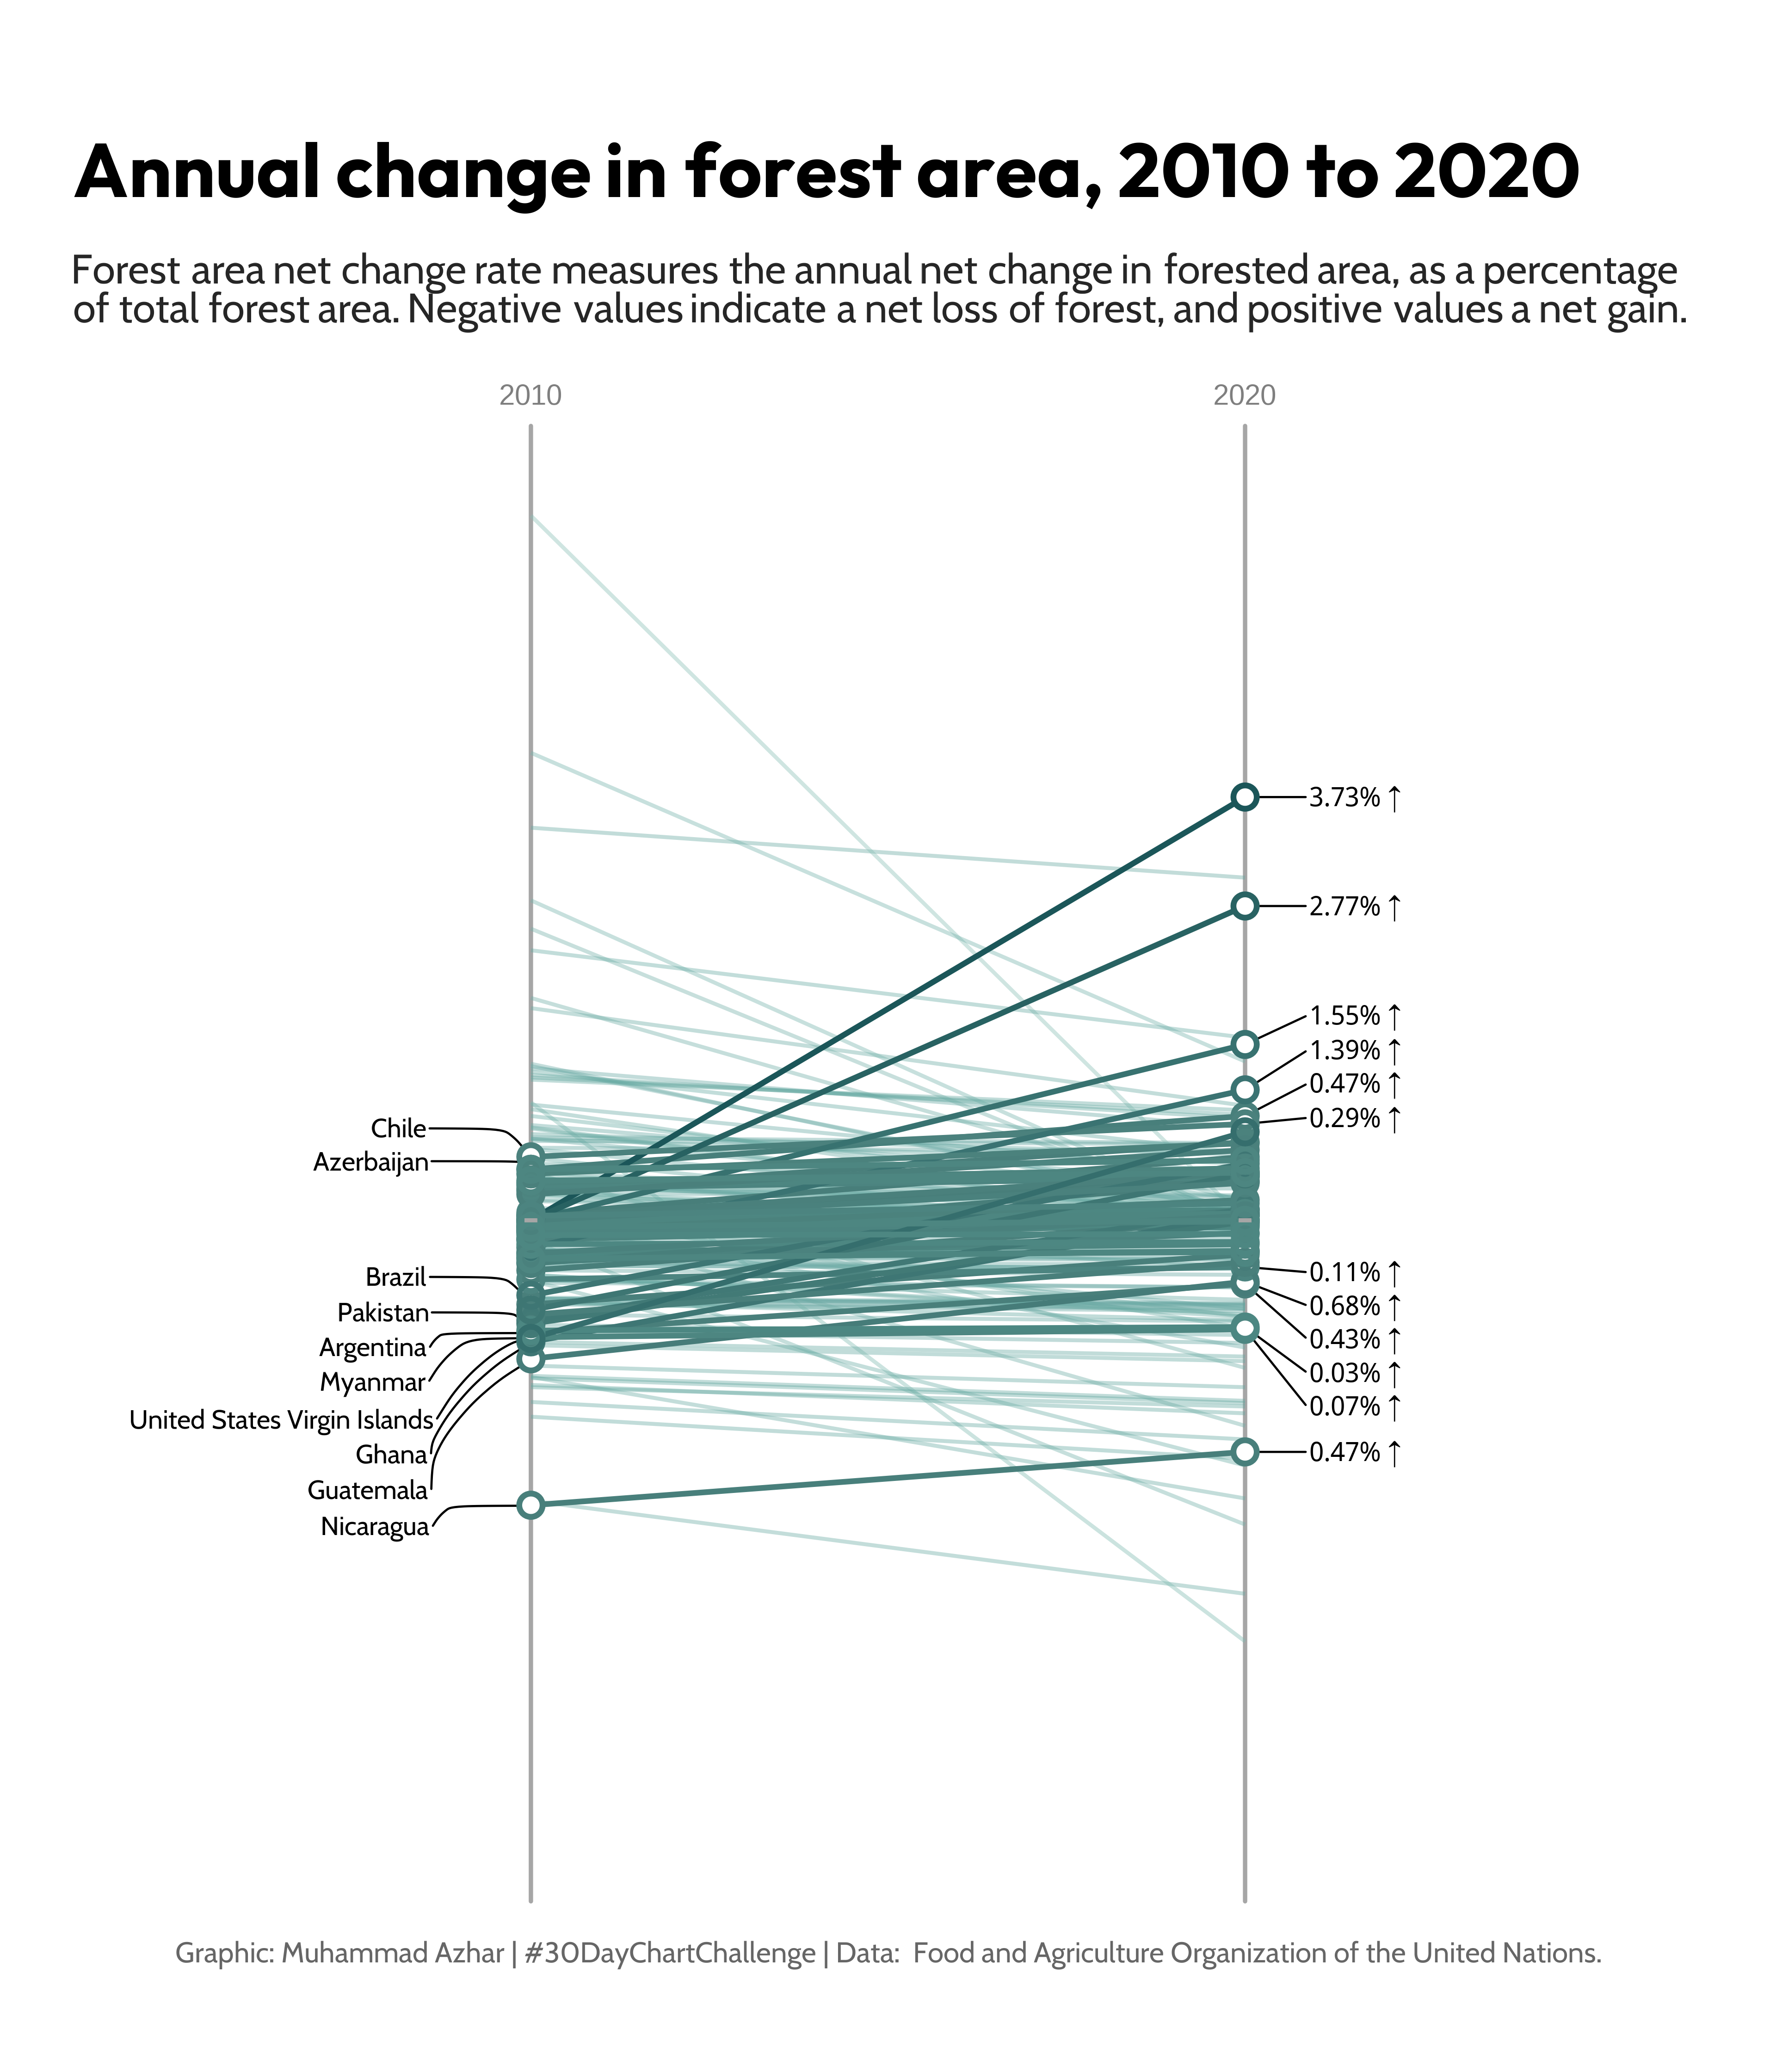 Annual change in forest area, 2010 to 2020
Forest area net change rate measures the annual net change in forested area, as a percentage
of total forest area. Negative values indicate a net loss of forest, and positive values a net gain.
2010
2020
3.73% ↑
2.77% ↑
1.55% ↑
1.39% ↑
0.47% ↑
0.29% ↑
Chile
Azerbaijan
Brazil
Pakistan
Argentina
Myanmar
United States Virgin Islands
Ghana
Guatemala
Nicaragua
0.11% ↑
0.68% ↑
0.43% ↑
0.03% ↑
0.07% ↑
0.47% ↑
Graphic: Muhammad Azhar | #30DayChartChallenge | Data: Food and Agriculture Organization of the United Nations.